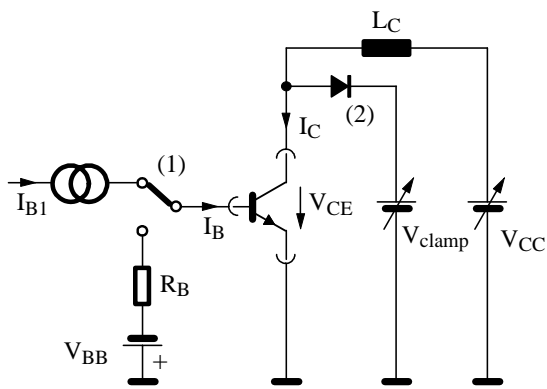 L_C
(2)
I_C
(1)
I_B1
I_B
V_CE
V_clamp
V_CC
R_B
V_BB
+